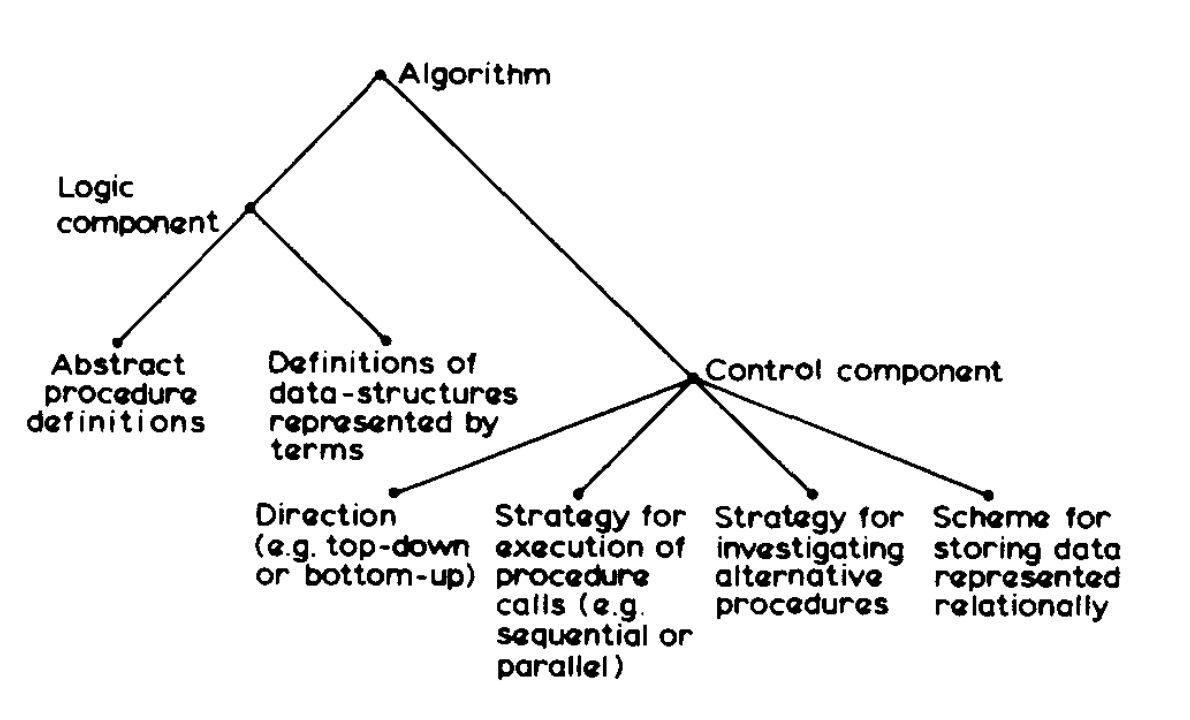 Algorithm
Logic
component
Abstract
procedure
definitions
Definitions of
data-structures
represented by
terms
Control component
Direction
(e.g. top-down
or bottom-up)
Strategy for
execution of
procedure
calls (e.g.
sequential or
parallel)
Strategy for
investigating
alternative
procedures
Scheme for
storing data
represented
relationally